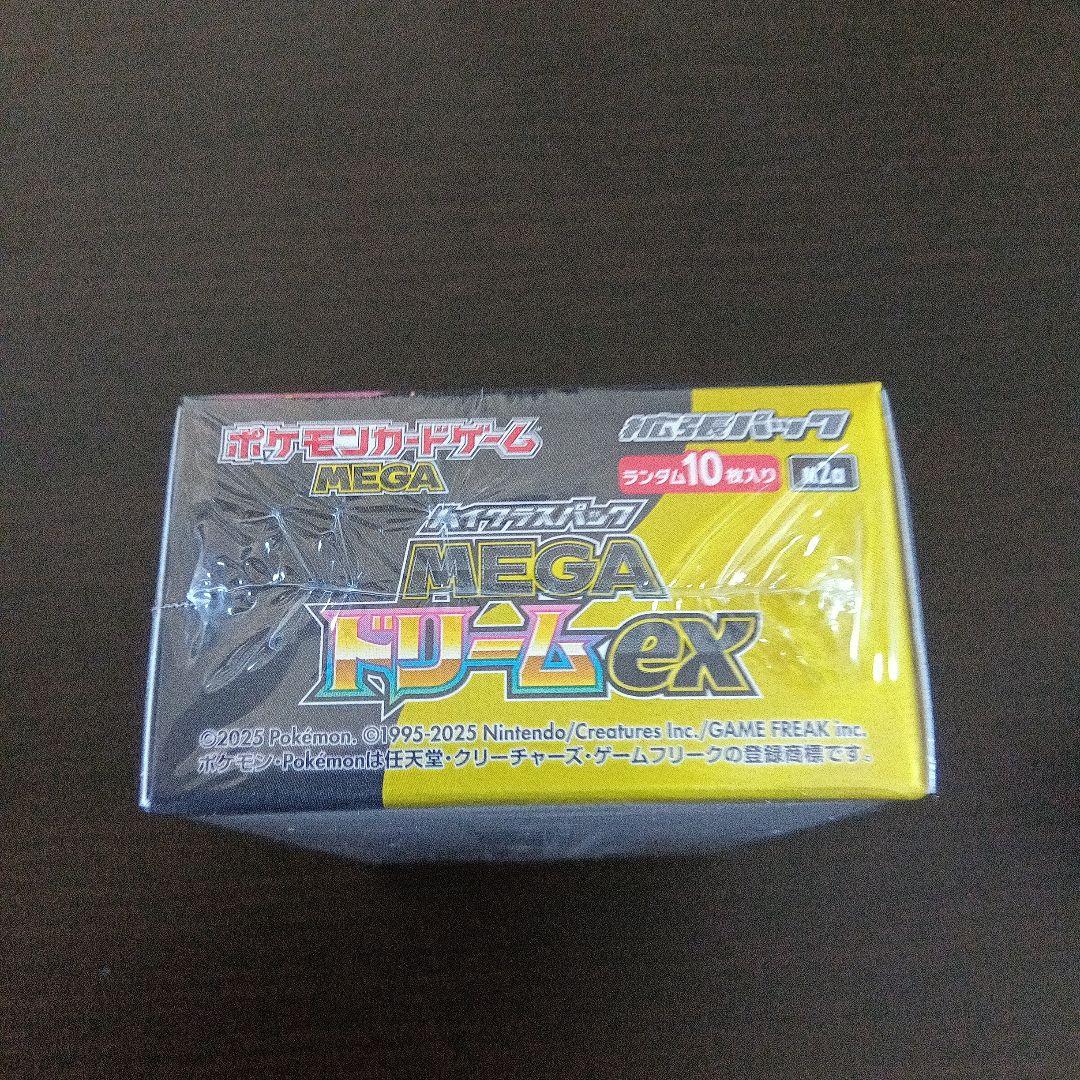 ポケモンカードゲーム
MEGA
拡張パック
ランダム10枚入り M2a
ハイクラスパック
MEGA
ドリームex
©2025 Pokémon. ©1995-2025 Nintendo/Creatures Inc./GAME FREAK inc.
ポケモン・Pokémonは任天堂・クリーチャーズ・ゲームフリークの登録商標です。